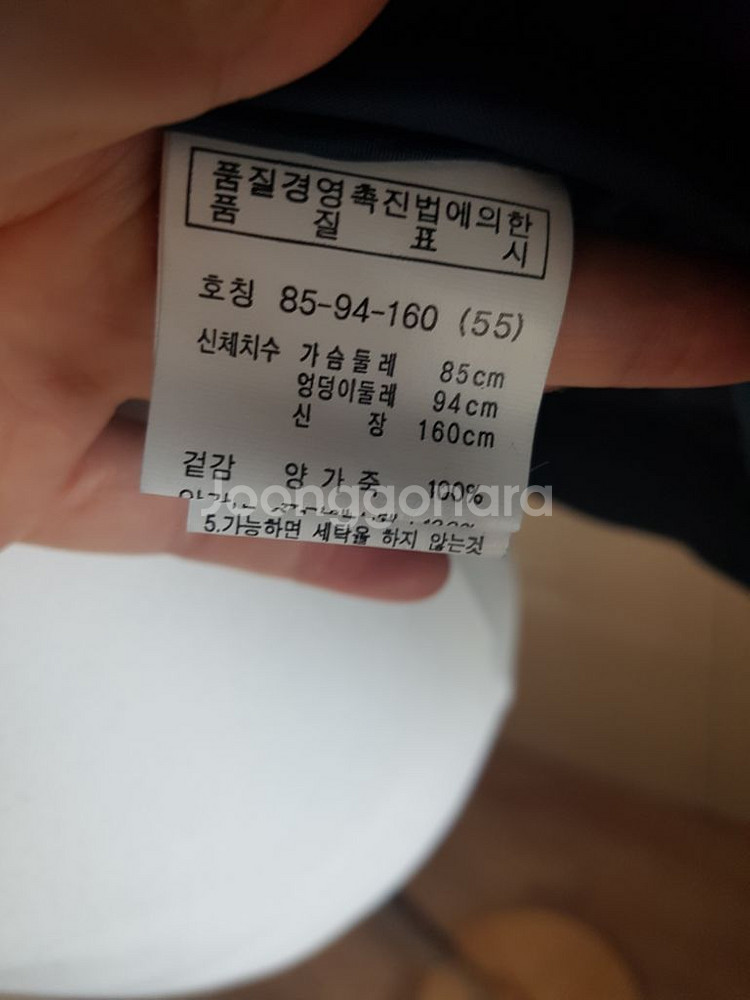 품질경영촉진법에의한
품 질 표 시
호칭 85-94-160 (55)
신체치수 가슴둘레 85cm
엉덩이둘레 94cm
신 장 160cm
겉감 양가죽 100%
Joonggonara
5.가능하면 세탁을 하지 않는것